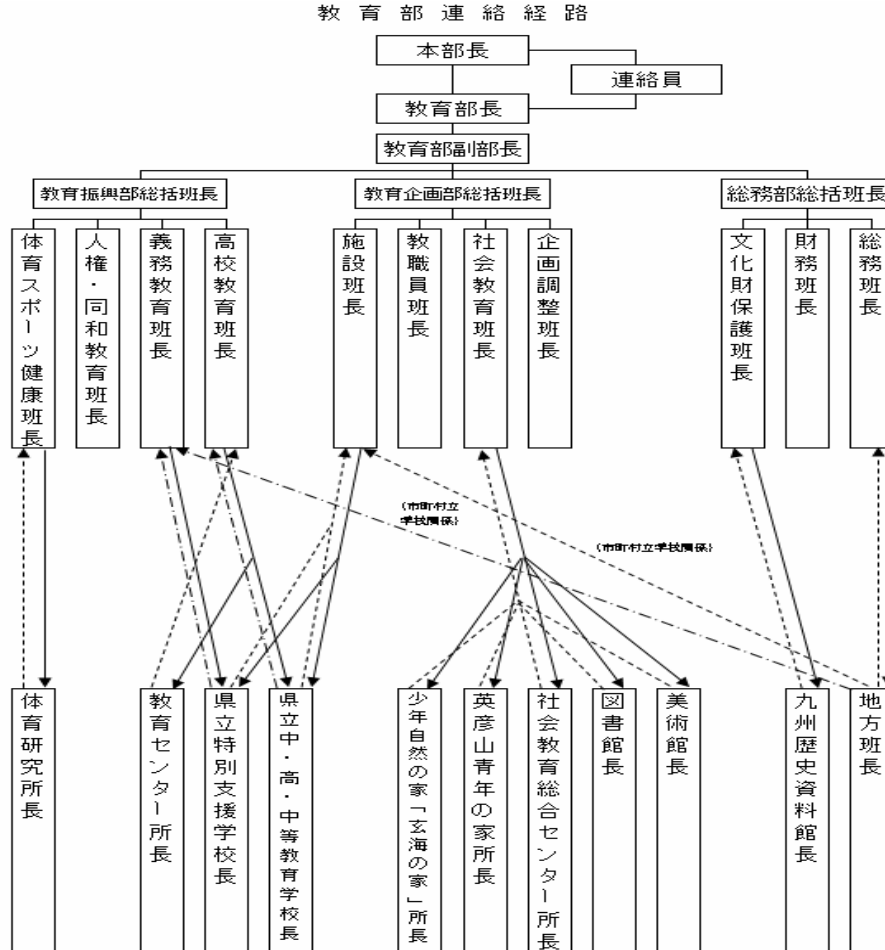 教育部連絡経路
本部長
連絡員
教育部長
教育部副部長
教育振興部総括班長
教育企画部総括班長
総務部総括班長
体育スポーツ健康班長
人権・同和教育班長
義務教育班長
高校教育班長
施設班長
教職員班長
社会教育班長
企画調整班長
文化財保護班長
財務班長
総務班長
(市町村立
学校関係)
(市町村立学校関係)
体育研究所長
教育センター所長
県立特別支援学校長
県立中・高・中等教育学校長
少年自然の家「玄海の家」所長
英彦山青年の家所長
社会教育総合センター所長
図書館長
美術館長
九州歴史資料館長
地方班長